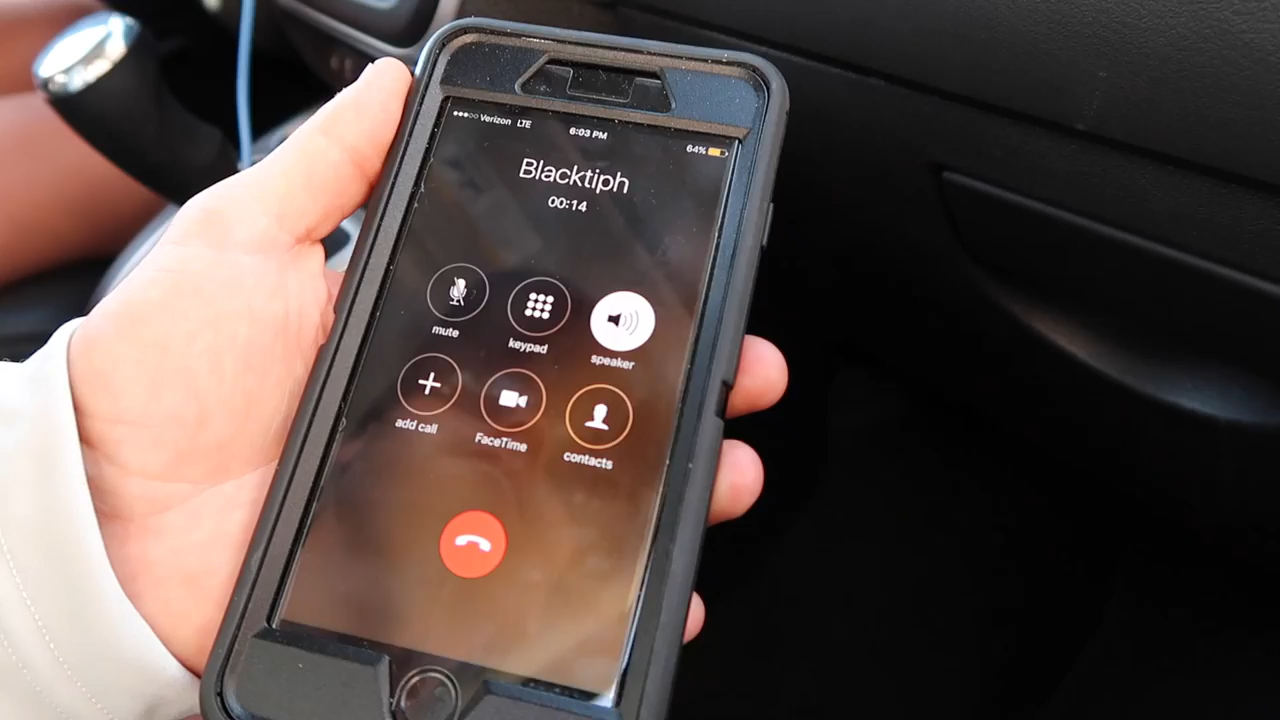 ●●●○○ Verizon LTE 6:03 PM 64%
Blacktiph
00:14
mute keypad speaker
add call FaceTime contacts